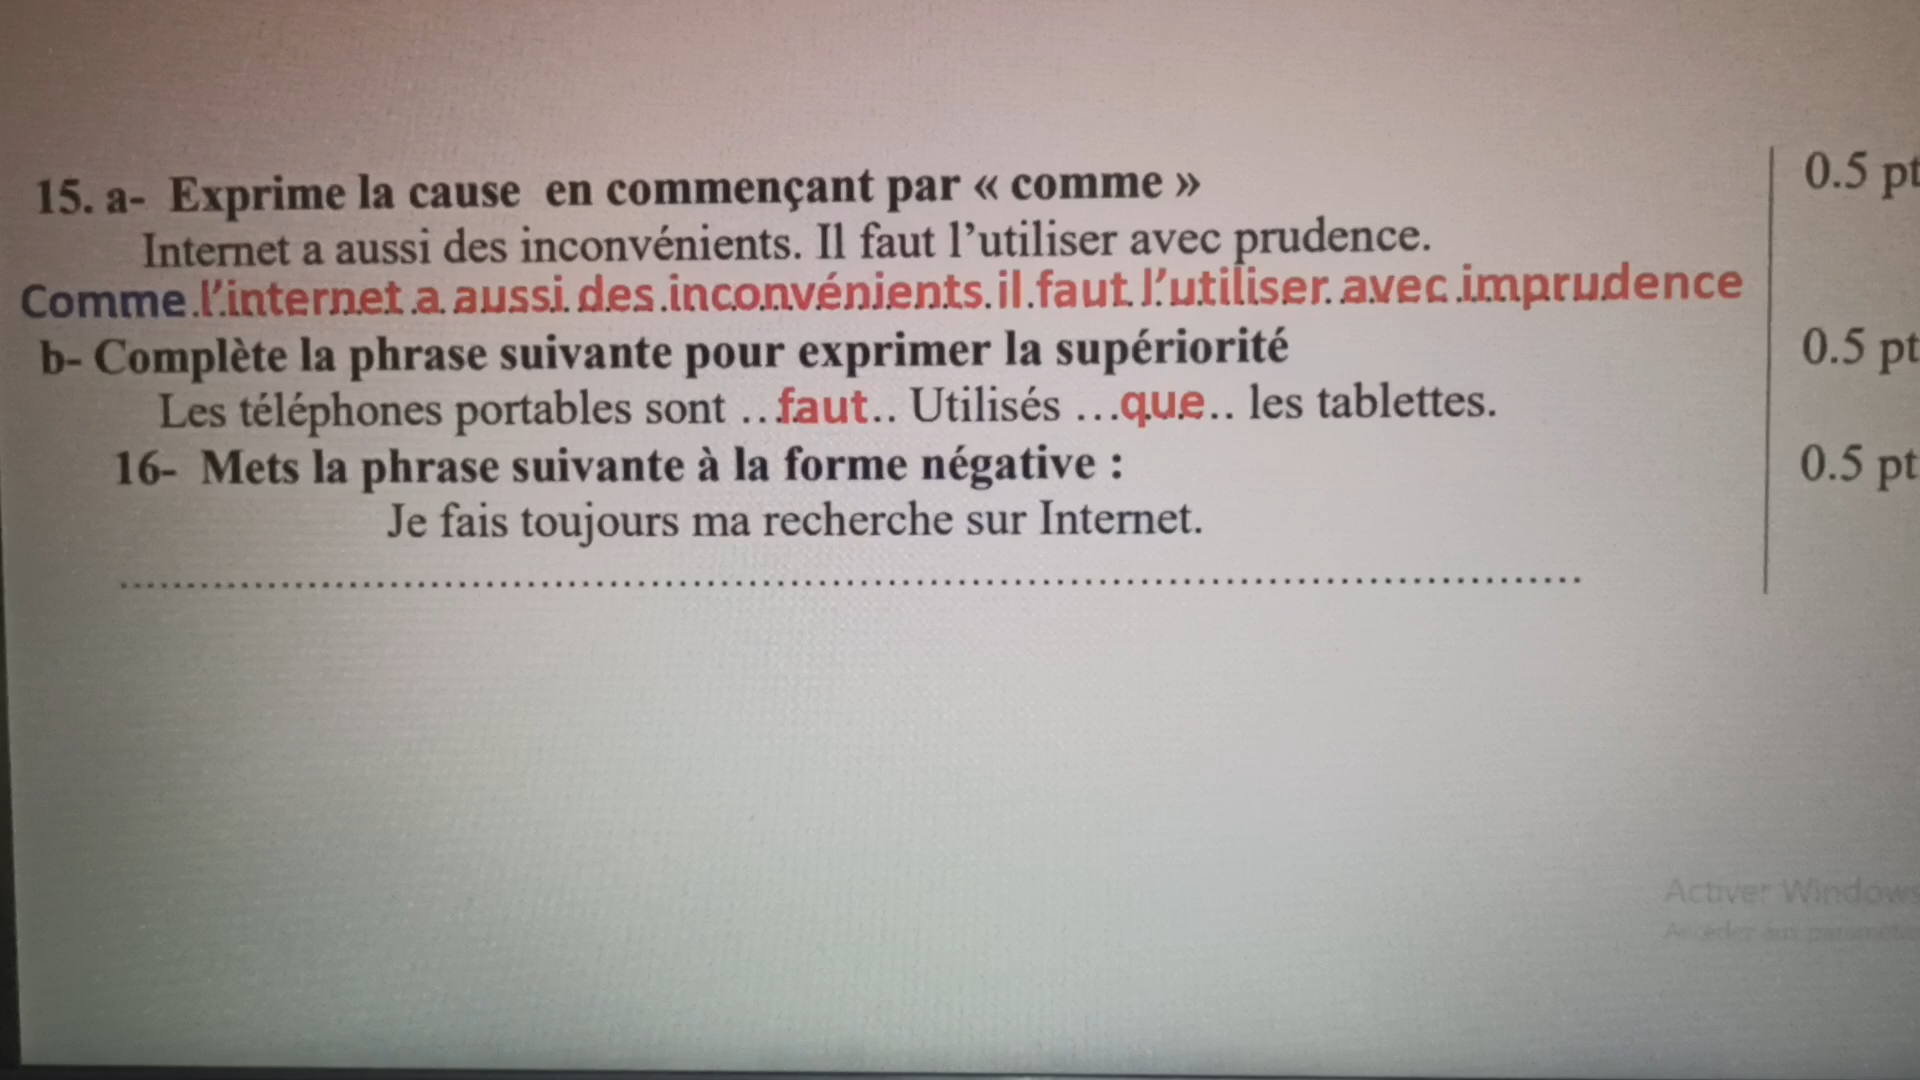 15. a- Exprime la cause en commençant par « comme » 0.5 pt
Internet a aussi des inconvénients. Il faut l'utiliser avec prudence.
Comme l'internet a aussi des inconvénients il faut l'utiliser avec imprudence
b- Complète la phrase suivante pour exprimer la supériorité 0.5 pt
Les téléphones portables sont ...faut.. Utilisés ...que... les tablettes.
16- Mets la phrase suivante à la forme négative : 0.5 pt
Je fais toujours ma recherche sur Internet.
Activer Windows